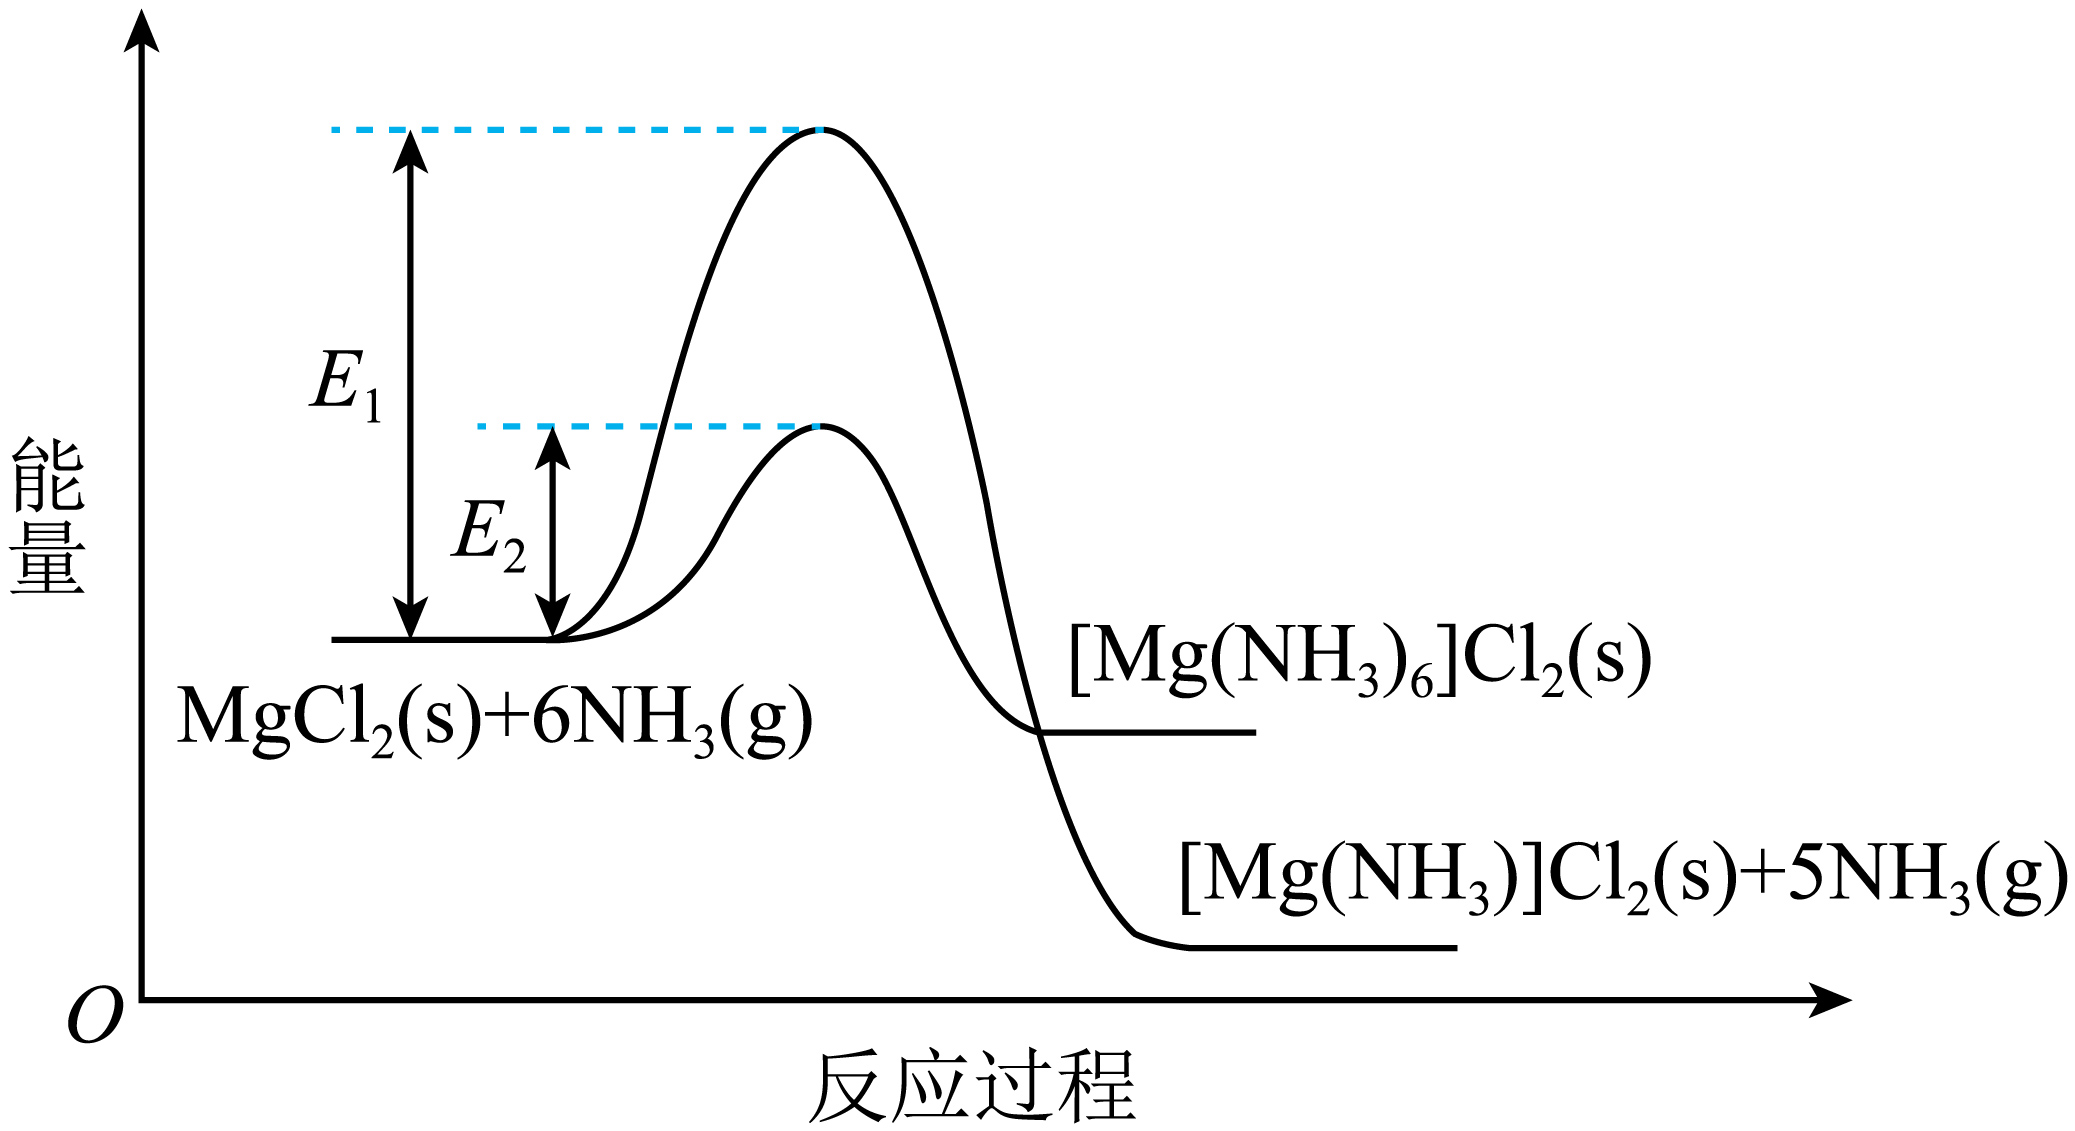 E₁
E₂
能量
[Mg(NH₃)₆]Cl₂(s)
MgCl₂(s)+6NH₃(g)
[Mg(NH₃)]Cl₂(s)+5NH₃(g)
O
反应过程